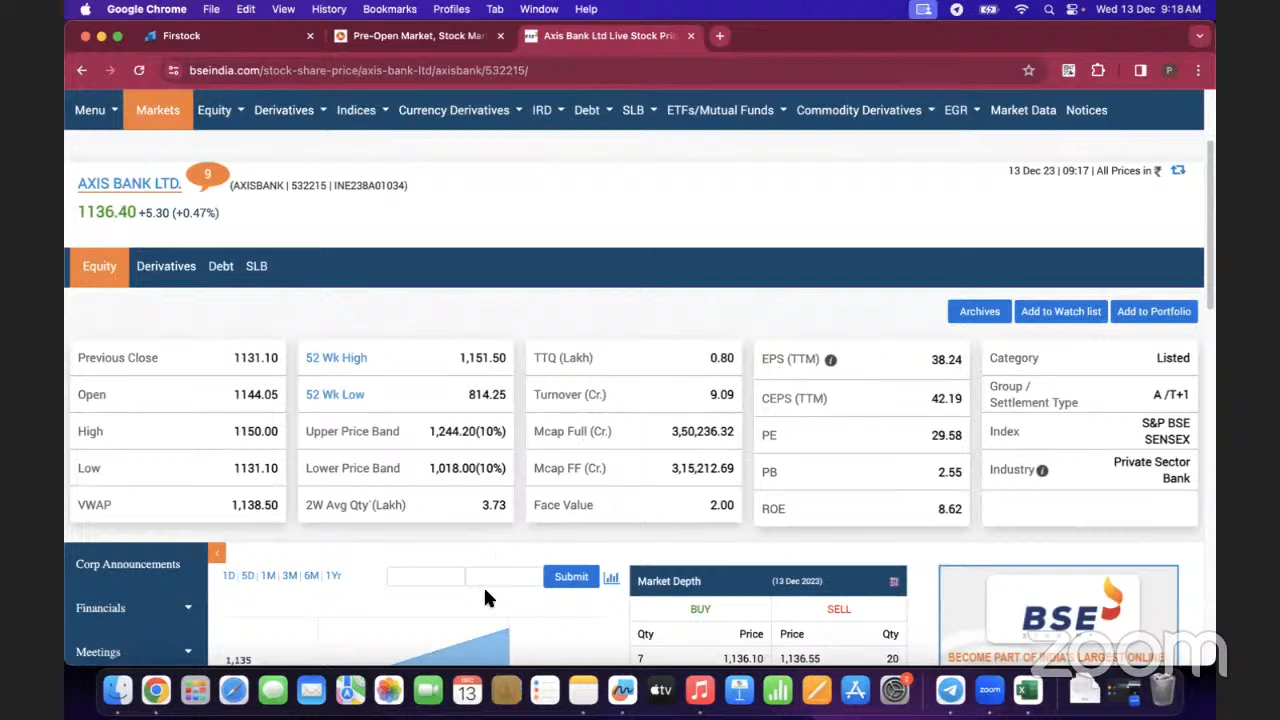 Google Chrome File Edit View History Bookmarks Profiles Tab Window Help Wed 13 Dec 9:18 AM
Firstock × Pre-Open Market, Stock Mar × Axis Bank Ltd Live Stock Pric ×
bseindia.com/stock-share-price/axis-bank-ltd/axisbank/532215/
Menu Markets Equity Derivatives Indices Currency Derivatives IRD Debt SLB ETFs/Mutual Funds Commodity Derivatives EGR Market Data Notices
AXIS BANK LTD. 9 (AXISBANK | 532215 | INE238A01034)
13 Dec 23 | 09:17 | All Prices in ₹
1136.40 +5.30 (+0.47%)
Equity Derivatives Debt SLB
Archives Add to Watch list Add to Portfolio
Previous Close 1131.10
Open 1144.05
High 1150.00
Low 1131.10
VWAP 1,138.50
52 Wk High 1,151.50
52 Wk Low 814.25
Upper Price Band 1,244.20(10%)
Lower Price Band 1,018.00(10%)
2W Avg Qty*(Lakh) 3.73
TTQ (Lakh) 0.80
Turnover (Cr.) 9.09
Mcap Full (Cr.) 3,50,236.32
Mcap FF (Cr.) 3,15,212.69
Face Value 2.00
EPS (TTM) 38.24
CEPS (TTM) 42.19
PE 29.58
PB 2.55
ROE 8.62
Category Listed
Group /
Settlement Type A /T+1
Index S&P BSE
SENSEX
Industry Private Sector
Bank
Corp Announcements
Financials
Meetings
1D | 5D | 1M | 3M | 6M | 1Yr Submit
1,135
Market Depth (13 Dec 2023)
BUY SELL
Qty Price Price Qty
7 1,136.10 1,136.55 20
BSE
BECOME PART OF INDIA'S LARGEST ONLINE
zoom
DEC
13
tv
zoom
2